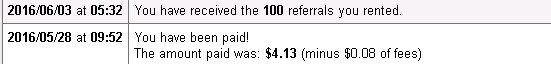 2016/06/03 at 05:32 You have received the 100 referrals you rented.
2016/05/28 at 09:52 You have been paid!
The amount paid was: $4.13 (minus $0.08 of fees)